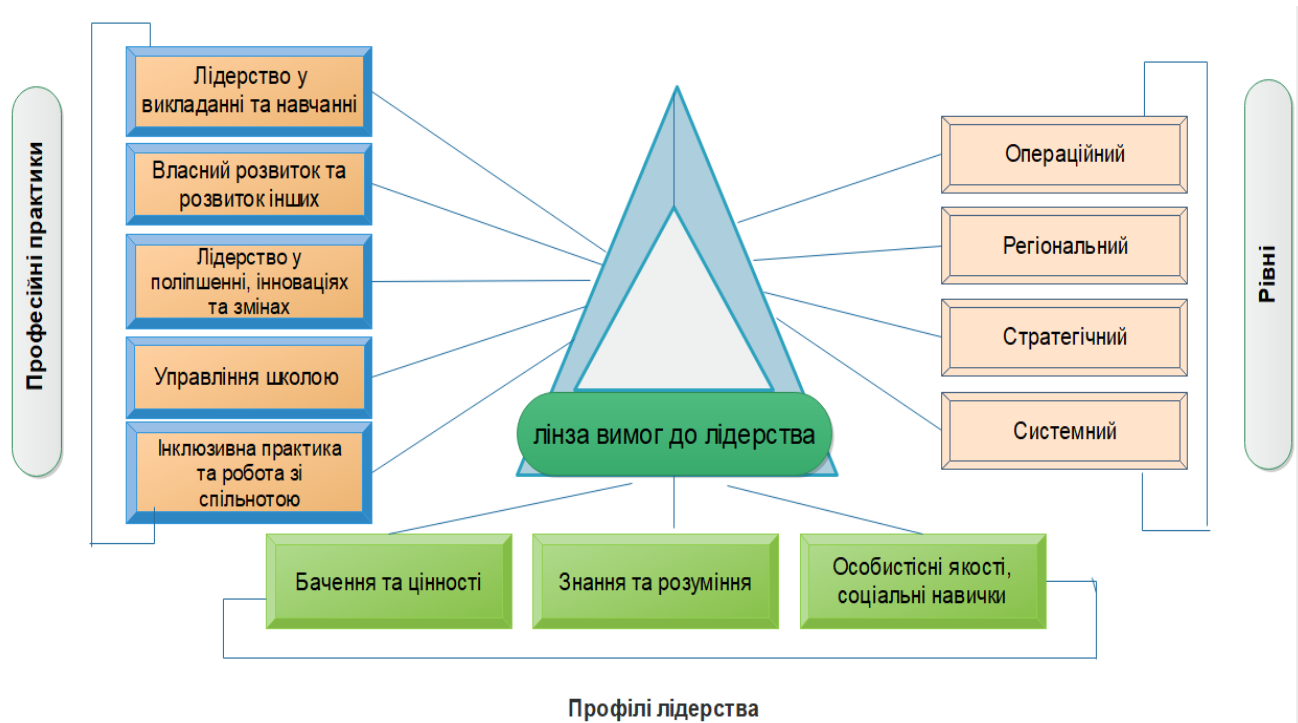 Професійні практики
Лідерство у
викладанні та навчанні
Власний розвиток та
розвиток інших
Лідерство у
поліпшенні, інноваціях
та змінах
Управління школою
Інклюзивна практика
та робота зі
спільнотою
лінза вимог до лідерства
Операційний
Регіональний
Стратегічний
Системний
Рівні
Бачення та цінності
Знання та розуміння
Особистісні якості,
соціальні навички
Профілі лідерства